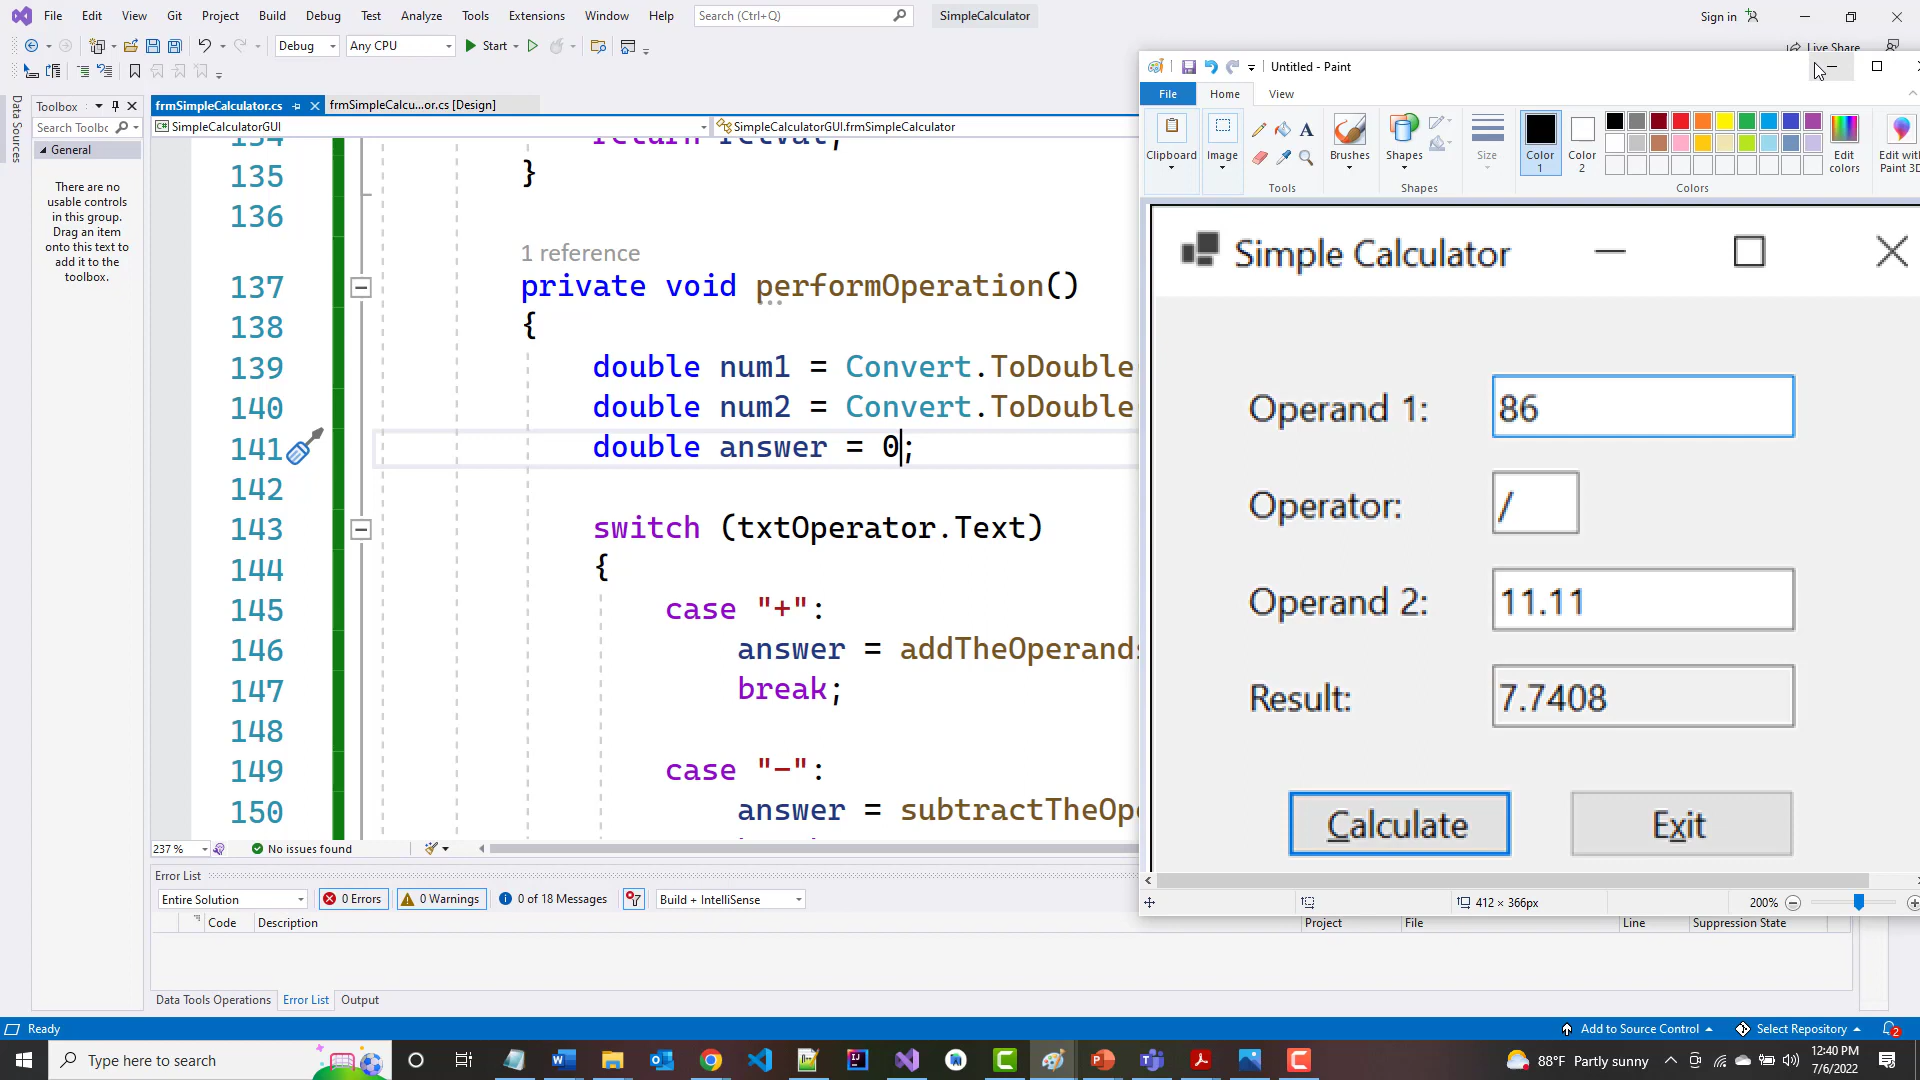 File Edit View Git Project Build Debug Test Analyze Tools Extensions Window Help Search (Ctrl+Q) SimpleCalculator Sign in
Debug Any CPU Start Live Share
Data Sources
Toolbox
Search Toolbc
General
There are no
usable controls
in this group.
Drag an item
onto this text to
add it to the
toolbox.
frmSimpleCalculator.cs frmSimpleCalcu...or.cs [Design]
SimpleCalculatorGUI SimpleCalculatorGUI.frmSimpleCalculator
134 return retval;
135 }
136
1 reference
137 private void performOperation()
138 {
139 double num1 = Convert.ToDouble
140 double num2 = Convert.ToDouble
141 double answer = 0;
142
143 switch (txtOperator.Text)
144 {
145 case "+":
146 answer = addTheOperands
147 break;
148
149 case "-":
150 answer = subtractTheOp
237 % No issues found
Untitled - Paint
File Home View
Clipboard Image Tools Brushes Shapes Shapes Size Color 1 Color 2 Colors Edit colors Edit with Paint 3D
Simple Calculator
Operand 1: 86
Operator: /
Operand 2: 11.11
Result: 7.7408
Calculate Exit
412 × 366px 200%
Error List
Entire Solution 0 Errors 0 Warnings 0 of 18 Messages Build + IntelliSense
Code Description Project File Line Suppression State
Data Tools Operations Error List Output
Ready Add to Source Control Select Repository 2
Type here to search 88°F Partly sunny 12:40 PM
7/6/2022